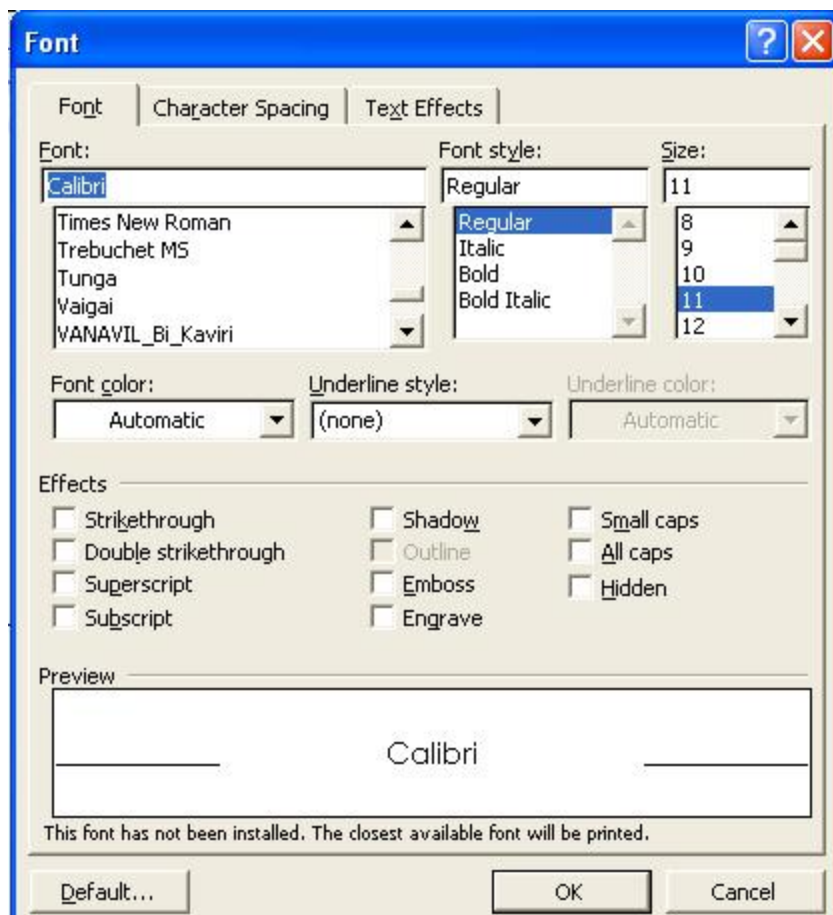 Font
Font Character Spacing Text Effects
Font: Font style: Size:
Calibri Regular 11
Times New Roman Regular 8
Trebuchet MS Italic 9
Tunga Bold 10
Vaigai Bold Italic 11
VANAVIL_Bi_Kaviri 12
Font color: Underline style: Underline color:
Automatic (none) Automatic
Effects
Strikethrough Shadow Small caps
Double strikethrough Outline All caps
Superscript Emboss Hidden
Subscript Engrave
Preview
Calibri
This font has not been installed. The closest available font will be printed.
Default... OK Cancel